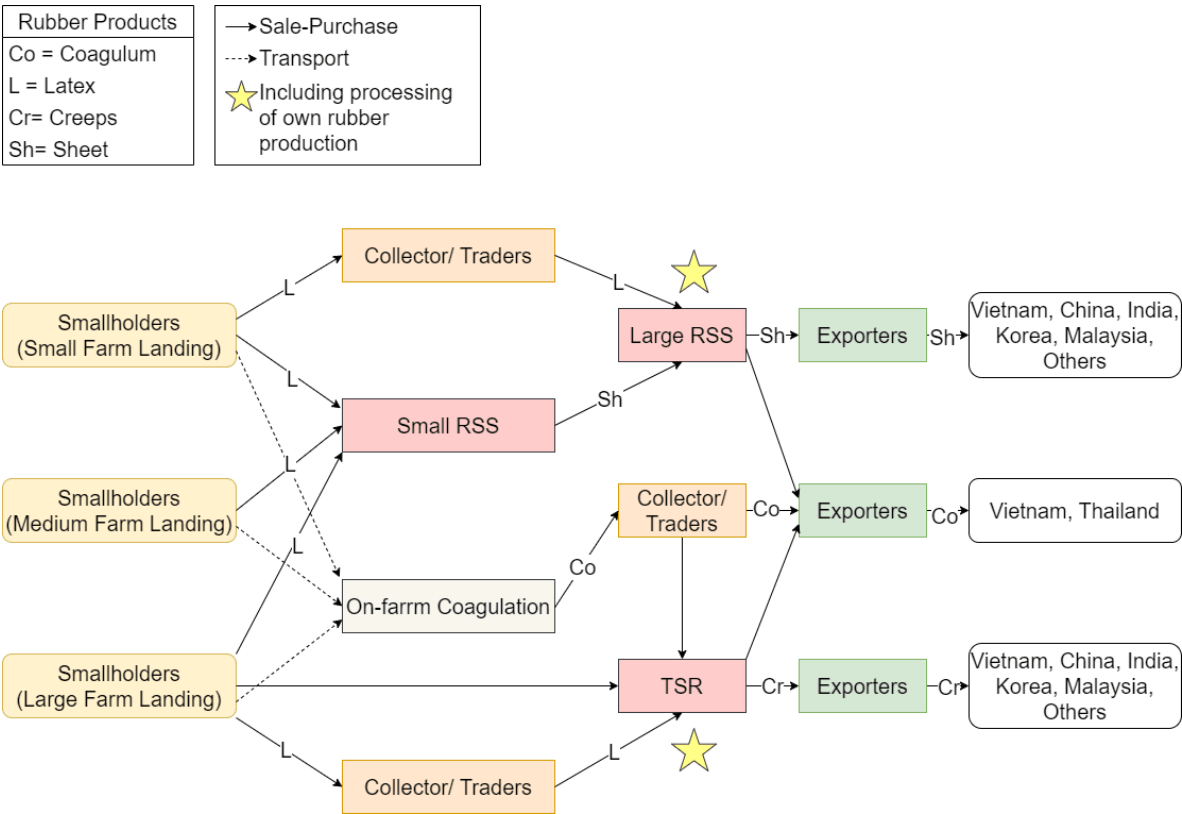 Rubber Products
Co = Coagulum
L = Latex
Cr= Creeps
Sh= Sheet
Sale-Purchase
Transport
Including processing
of own rubber
production
Collector/ Traders
L
L
Smallholders
(Small Farm Landing)
Large RSS
Sh
Exporters
Sh
Vietnam, China, India,
Korea, Malaysia,
Others
L
Small RSS
Sh
L
Smallholders
(Medium Farm Landing)
Collector/
Traders
Co
Exporters
Co
Vietnam, Thailand
L
Co
On-farrm Coagulation
Smallholders
(Large Farm Landing)
TSR
Cr
Exporters
Cr
Vietnam, China, India,
Korea, Malaysia,
Others
L
L
Collector/ Traders